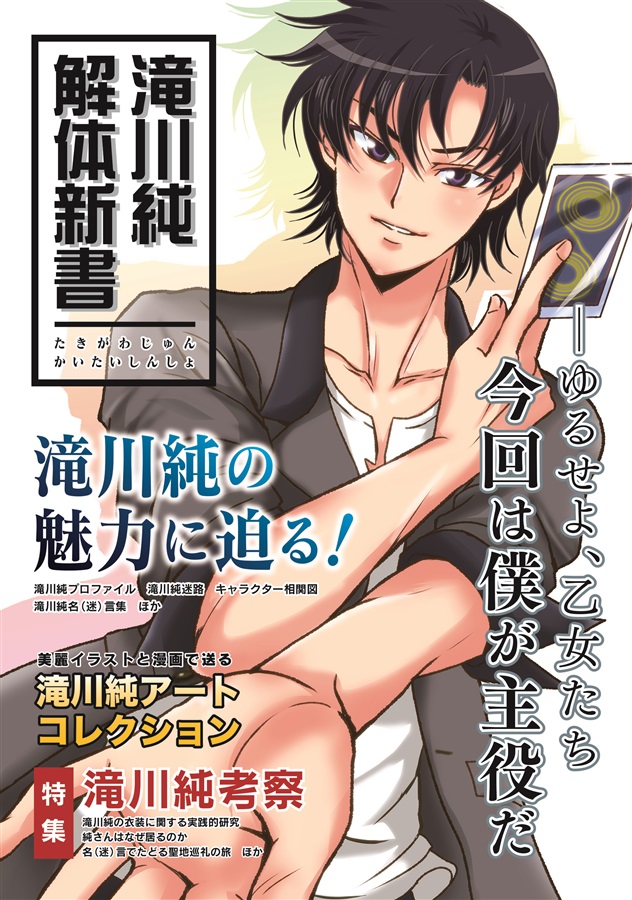 滝川純
解体新書
たきがわじゅん
かいたいしんしょ
―ゆるせよ、乙女たち
今回は僕が主役だ
滝川純の
魅力に迫る!
滝川純プロファイル　滝川純迷路　キャラクター相関図
滝川純名(迷)言集　ほか
美麗イラストと漫画で送る
滝川純アート
コレクション
特集
滝川純考察
滝川純の衣装に関する実践的研究
純さんはなぜ居るのか
名(迷)言でたどる聖地巡礼の旅　ほか